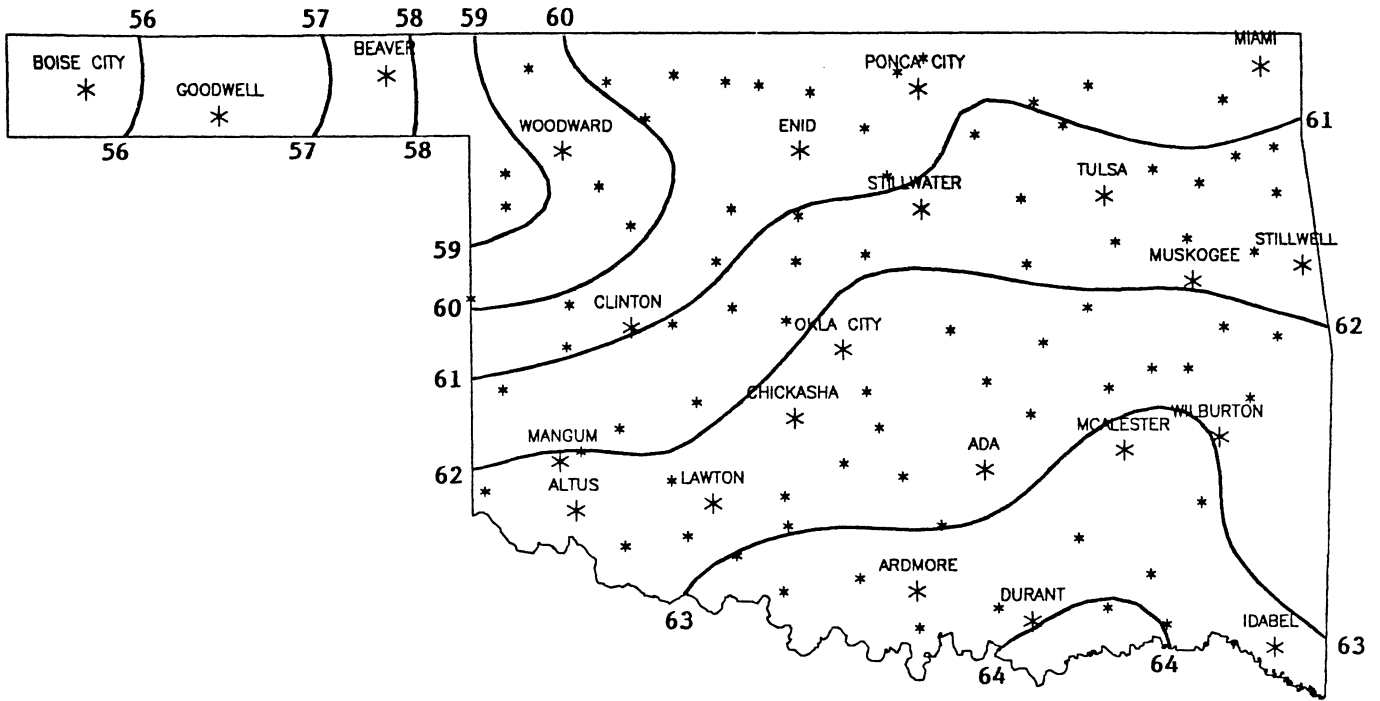 56 57 58 59 60
MIAMI
BEAVER
BOISE CITY
PONCA CITY
GOODWELL
61
WOODWARD ENID
56 57 58
TULSA
STILLWATER
STILLWELL
59
MUSKOGEE
CLINTON
60
OKLA CITY
62
61
CHICKASHA
WILBURTON
MCALESTER
MANGUM
ADA
62
LAWTON
ALTUS
ARDMORE
DURANT
63
IDABEL
63
64
64